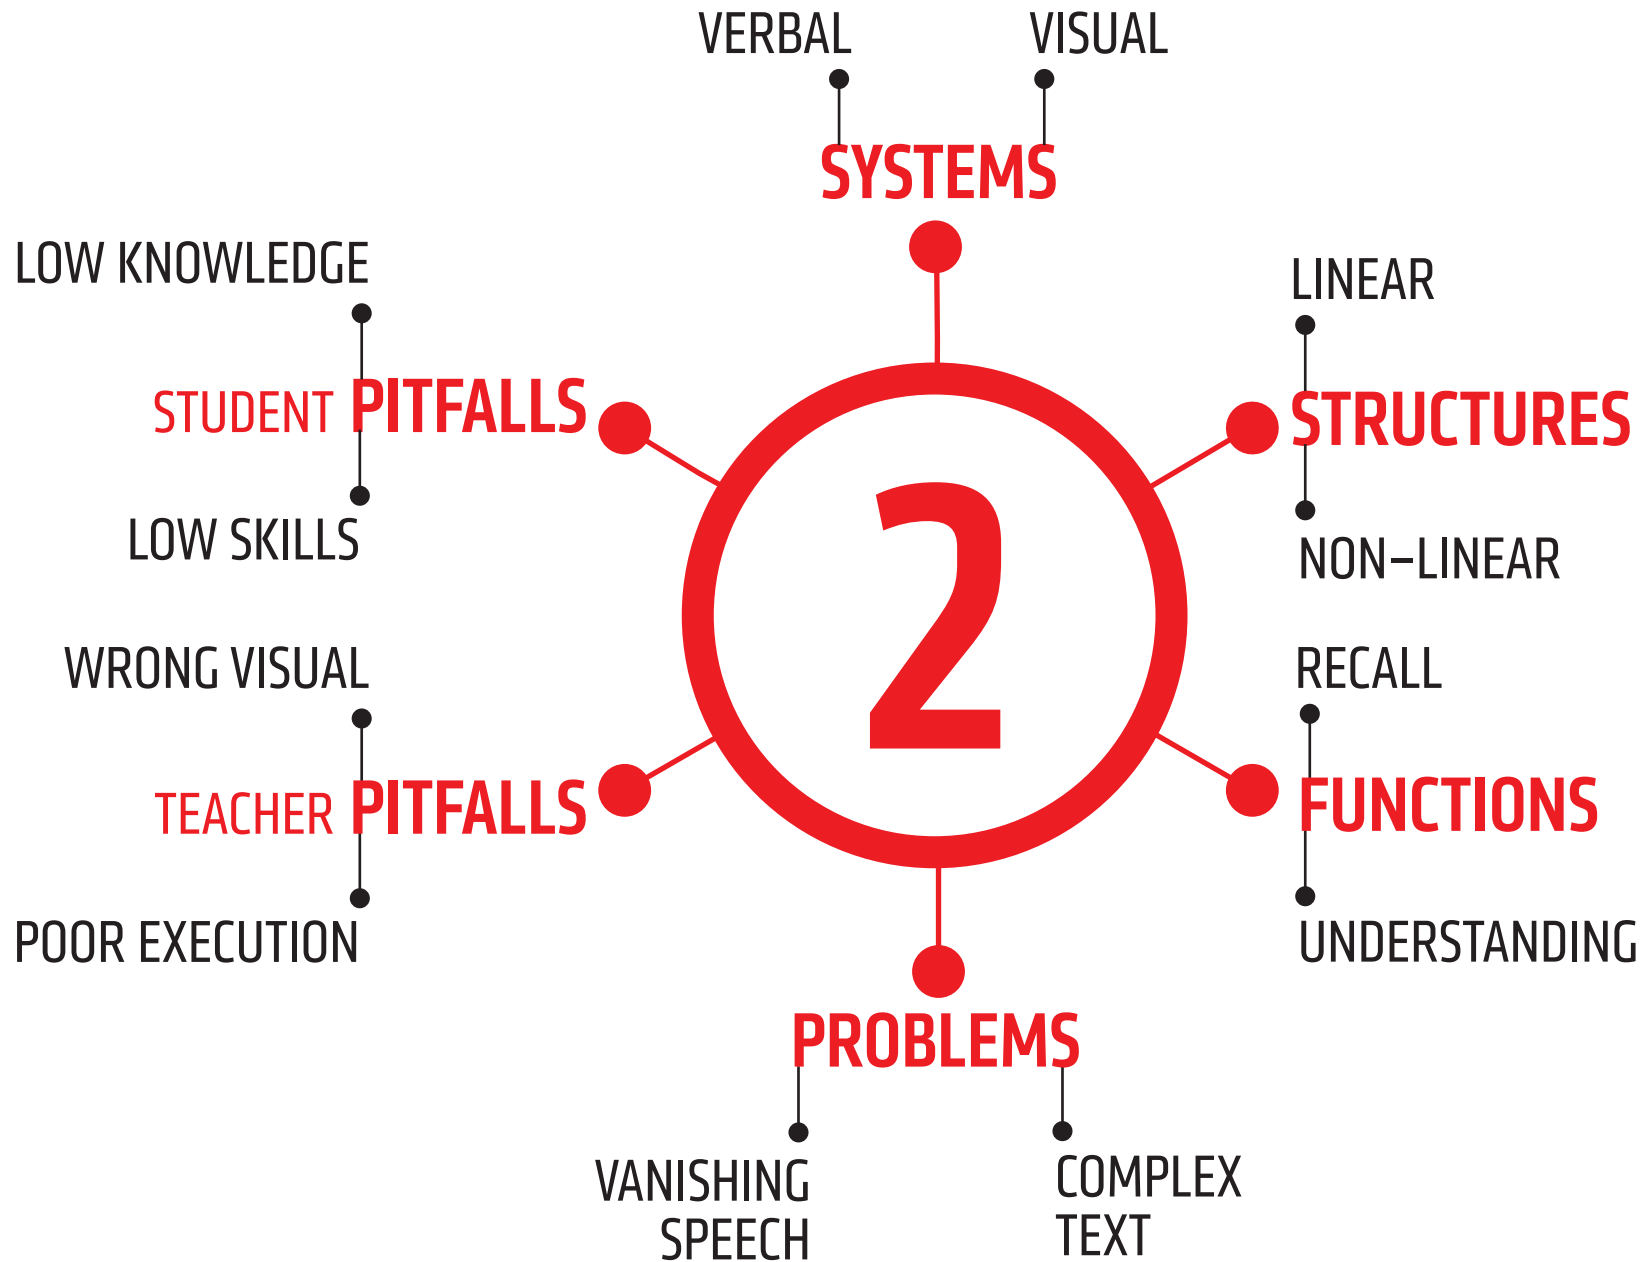 VERBAL
VISUAL
SYSTEMS
LOW KNOWLEDGE
STUDENT PITFALLS
LOW SKILLS
LINEAR
STRUCTURES
NON–LINEAR
2
WRONG VISUAL
TEACHER PITFALLS
POOR EXECUTION
RECALL
FUNCTIONS
UNDERSTANDING
PROBLEMS
VANISHING
SPEECH
COMPLEX
TEXT